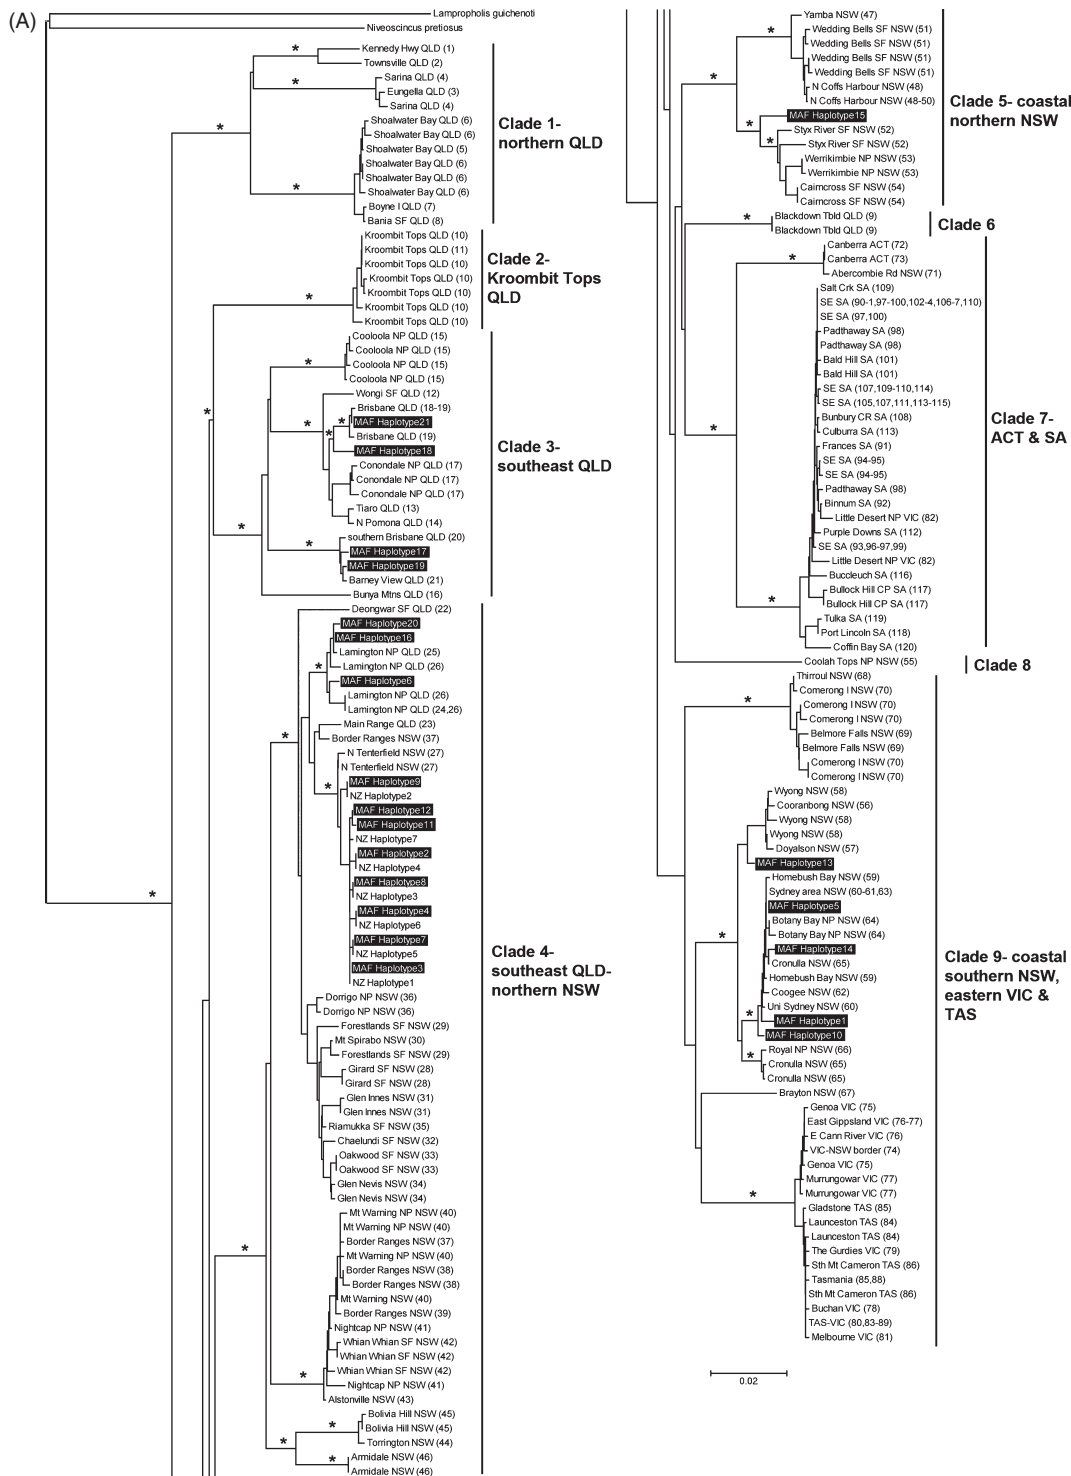 (A)
Lampropholis guichenoti
Niveoscincus pretiosus
Kennedy Hwy QLD (1)
Townsville QLD (2)
Sarina QLD (4)
Eungella QLD (3)
Sarina QLD (4)
Shoalwater Bay QLD (6)
Shoalwater Bay QLD (6)
Shoalwater Bay QLD (5)
Shoalwater Bay QLD (6)
Shoalwater Bay QLD (6)
Shoalwater Bay QLD (6)
Boyne I QLD (7)
Bania SF QLD (8)
Clade 1-
northern QLD
Kroombit Tops QLD (10)
Kroombit Tops QLD (11)
Kroombit Tops QLD (10)
Kroombit Tops QLD (10)
Kroombit Tops QLD (10)
Kroombit Tops QLD (10)
Kroombit Tops QLD (10)
Clade 2-
Kroombit Tops
QLD
Cooloola NP QLD (15)
Cooloola NP QLD (15)
Cooloola NP QLD (15)
Cooloola NP QLD (15)
Wongi SF QLD (12)
Brisbane QLD (18-19)
MAF Haplotype21
Brisbane QLD (19)
MAF Haplotype18
Conondale NP QLD (17)
Conondale NP QLD (17)
Conondale NP QLD (17)
Tiaro QLD (13)
N Pomona QLD (14)
southern Brisbane QLD (20)
MAF Haplotype17
MAF Haplotype19
Barney View QLD (21)
Bunya Mtns QLD (16)
Clade 3-
southeast QLD
Deongwar SF QLD (22)
MAF Haplotype20
MAF Haplotype16
Lamington NP QLD (25)
Lamington NP QLD (26)
MAF Haplotype6
Lamington NP QLD (26)
Lamington NP QLD (24,26)
Main Range QLD (23)
Border Ranges NSW (37)
N Tenterfield NSW (27)
N Tenterfield NSW (27)
MAF Haplotype9
NZ Haplotype2
MAF Haplotype12
MAF Haplotype11
NZ Haplotype7
MAF Haplotype2
NZ Haplotype4
MAF Haplotype8
NZ Haplotype3
MAF Haplotype4
NZ Haplotype6
MAF Haplotype7
NZ Haplotype5
MAF Haplotype3
NZ Haplotype1
Dorrigo NP NSW (36)
Dorrigo NP NSW (36)
Forestlands SF NSW (29)
Mt Spirabo NSW (30)
Forestlands SF NSW (29)
Girard SF NSW (28)
Girard SF NSW (28)
Glen Innes NSW (31)
Glen Innes NSW (31)
Riamukka SF NSW (35)
Chaelundi SF NSW (32)
Oakwood SF NSW (33)
Oakwood SF NSW (33)
Glen Nevis NSW (34)
Glen Nevis NSW (34)
Mt Warning NP NSW (40)
Mt Warning NP NSW (40)
Border Ranges NSW (37)
Mt Warning NP NSW (40)
Border Ranges NSW (38)
Border Ranges NSW (38)
Mt Warning NSW (40)
Border Ranges NSW (39)
Nightcap NP NSW (41)
Whian Whian SF NSW (42)
Whian Whian SF NSW (42)
Whian Whian SF NSW (42)
Nightcap NP NSW (41)
Alstonville NSW (43)
Bolivia Hill NSW (45)
Bolivia Hill NSW (45)
Torrington NSW (44)
Armidale NSW (46)
Armidale NSW (46)
Clade 4-
southeast QLD-
northern NSW
Yamba NSW (47)
Wedding Bells SF NSW (51)
Wedding Bells SF NSW (51)
Wedding Bells SF NSW (51)
Wedding Bells SF NSW (51)
N Coffs Harbour NSW (48)
N Coffs Harbour NSW (48-50)
MAF Haplotype15
Styx River SF NSW (52)
Styx River SF NSW (52)
Werrikimbie NP NSW (53)
Werrikimbie NP NSW (53)
Cairncross SF NSW (54)
Cairncross SF NSW (54)
Clade 5- coastal
northern NSW
Blackdown Tbld QLD (9)
Blackdown Tbld QLD (9)
Clade 6
Canberra ACT (72)
Canberra ACT (73)
Abercombie Rd NSW (71)
Salt Crk SA (109)
SE SA (90-1,97-100,102-4,106-7,110)
SE SA (97,100)
Padthaway SA (98)
Padthaway SA (98)
Bald Hill SA (101)
Bald Hill SA (101)
SE SA (107,109-110,114)
SE SA (105,107,111,113-115)
Bunbury CR SA (108)
Culburra SA (113)
Frances SA (91)
SE SA (94-95)
SE SA (94-95)
Padthaway SA (98)
Binnum SA (92)
Little Desert NP VIC (82)
Purple Downs SA (112)
SE SA (93,96-97,99)
Little Desert NP VIC (82)
Buccleuch SA (116)
Bullock Hill CP SA (117)
Bullock Hill CP SA (117)
Tulka SA (119)
Port Lincoln SA (118)
Coffin Bay SA (120)
Clade 7-
ACT & SA
Coolah Tops NP NSW (55)
Clade 8
Thirroul NSW (68)
Comerong I NSW (70)
Comerong I NSW (70)
Comerong I NSW (70)
Belmore Falls NSW (69)
Belmore Falls NSW (69)
Comerong I NSW (70)
Comerong I NSW (70)
Wyong NSW (58)
Cooranbong NSW (56)
Wyong NSW (58)
Wyong NSW (58)
Doyalson NSW (57)
MAF Haplotype13
Homebush Bay NSW (59)
Sydney area NSW (60-61,63)
MAF Haplotype5
Botany Bay NP NSW (64)
Botany Bay NP NSW (64)
MAF Haplotype14
Cronulla NSW (65)
Homebush Bay NSW (59)
Coogee NSW (62)
Uni Sydney NSW (60)
MAF Haplotype1
MAF Haplotype10
Royal NP NSW (66)
Cronulla NSW (65)
Cronulla NSW (65)
Brayton NSW (67)
Genoa VIC (75)
East Gippsland VIC (76-77)
E Cann River VIC (76)
VIC-NSW border (74)
Genoa VIC (75)
Murrungowar VIC (77)
Murrungowar VIC (77)
Gladstone TAS (85)
Launceston TAS (84)
Launceston TAS (84)
The Gurdies VIC (79)
Sth Mt Cameron TAS (86)
Tasmania (85,88)
Sth Mt Cameron TAS (86)
Buchan VIC (78)
TAS-VIC (80,83-89)
Melbourne VIC (81)
Clade 9- coastal
southern NSW,
eastern VIC &
TAS
0.02